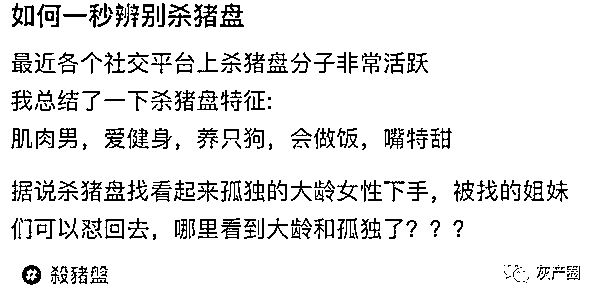 如何一秒辨别杀猪盘
最近各个社交平台上杀猪盘分子非常活跃
我总结了一下杀猪盘特征:
肌肉男，爱健身，养只狗，会做饭，嘴特甜
据说杀猪盘找看起来孤独的大龄女性下手，被找的姐妹
们可以怼回去，哪里看到大龄和孤独了？？？
# 殺猪盤
灰产圈